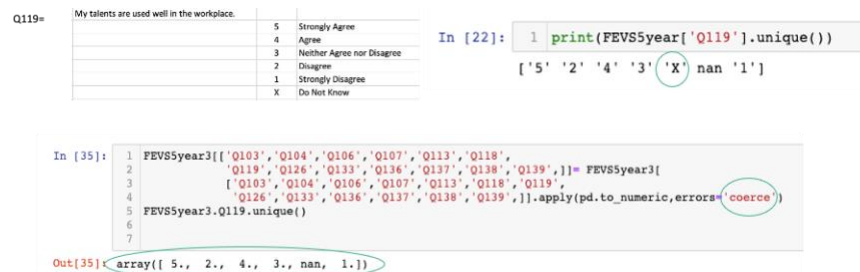 Q119=
My talents are used well in the workplace.
5 Strongly Agree
4 Agree
3 Neither Agree nor Disagree
2 Disagree
1 Strongly Disagree
X Do Not Know
In [22]: 1 print(FEVS5year['Q119'].unique())
['5' '2' '4' '3' 'X' nan '1']
In [35]: 1 FEVS5year3[['Q103','Q104','Q106','Q107','Q113','Q118',
2 'Q119','Q126','Q133','Q136','Q137','Q138','Q139',]]= FEVS5year3[
3 ['Q103','Q104','Q106','Q107','Q113','Q118','Q119',
4 'Q126','Q133','Q136','Q137','Q138','Q139',]].apply(pd.to_numeric,errors='coerce')
5 FEVS5year3.Q119.unique()
6
7
Out[35]: array([ 5., 2., 4., 3., nan, 1.])